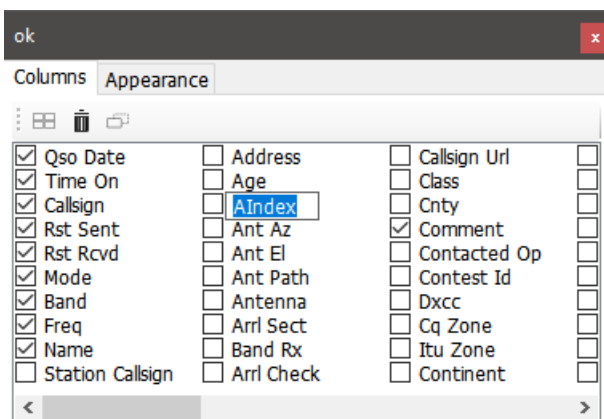 ok
x
Columns Appearance
Qso Date Address Callsign Url
Time On Age Class
Callsign AIndex Cnty
Rst Sent Ant Az Comment
Rst Rcvd Ant El Contacted Op
Mode Ant Path Contest Id
Band Antenna Dxcc
Freq Arrl Sect Cq Zone
Name Band Rx Itu Zone
Station Callsign Arrl Check Continent